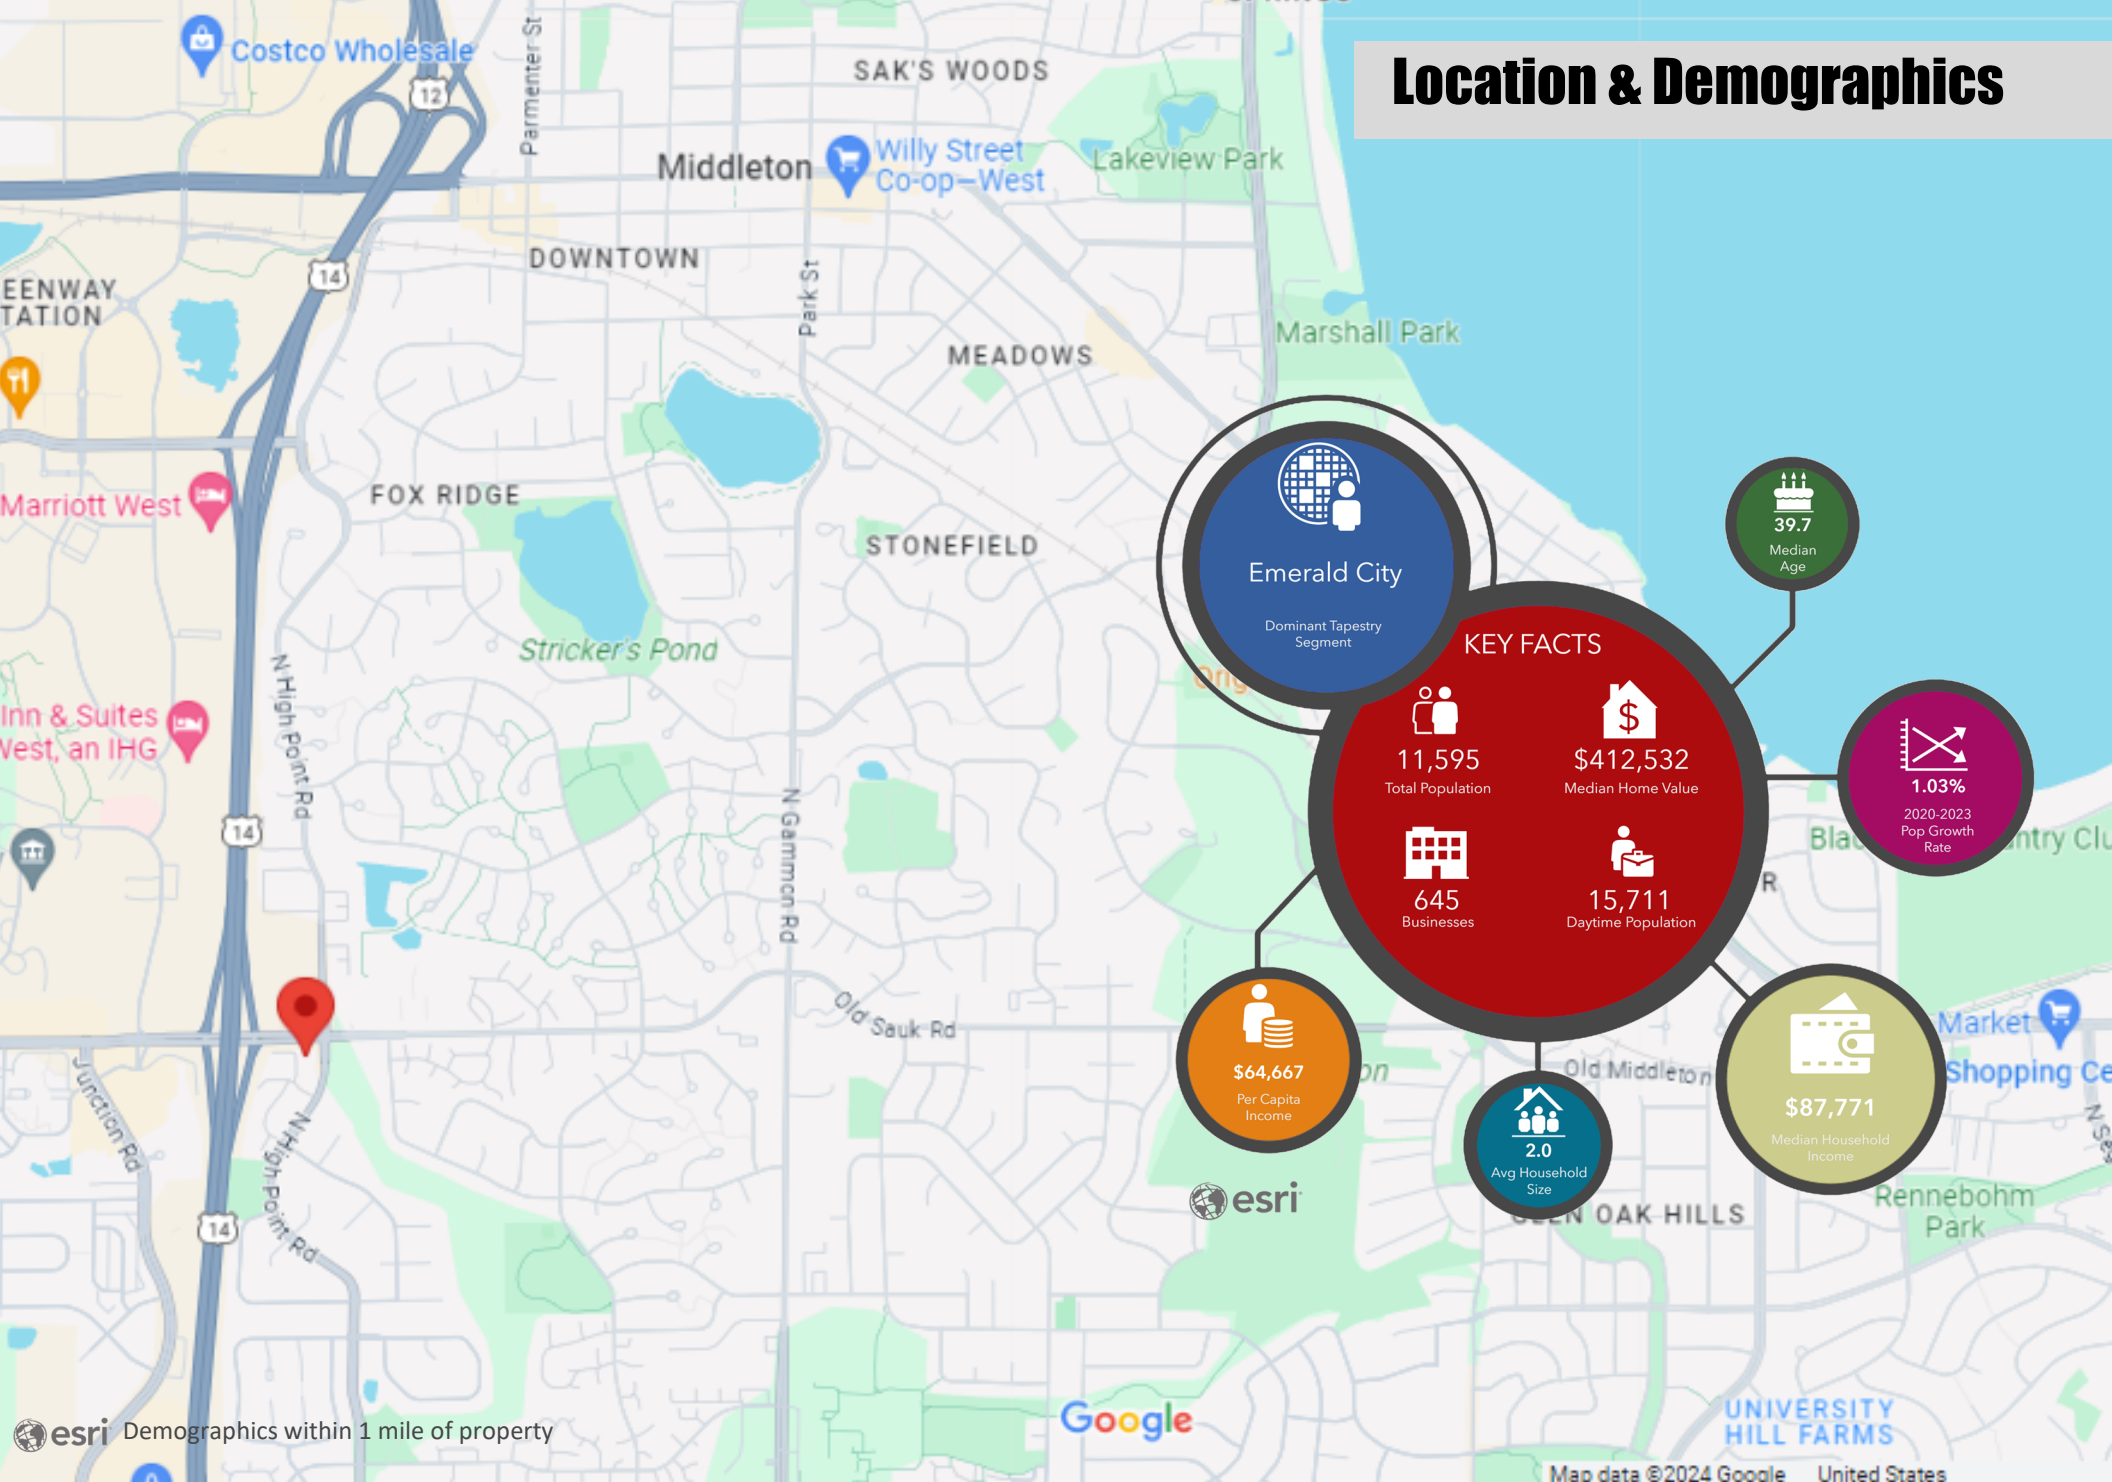 Location & Demographics
Costco Wholesale
12
Parmenter St
SAK'S WOODS
Middleton
Willy Street
Co-op—West
Lakeview Park
DOWNTOWN
14
Park St
EENWAY
TATION
MEADOWS
Marshall Park
Marriott West
FOX RIDGE
STONEFIELD
Stricker's Pond
N High Point Rd
Inn & Suites
West, an IHG
14
N Gammon Rd
Old Sauk Rd
Junction Rd
N High Point Rd
14
Emerald City
Dominant Tapestry
Segment
KEY FACTS
11,595
Total Population
$412,532
Median Home Value
645
Businesses
15,711
Daytime Population
39.7
Median
Age
1.03%
2020-2023
Pop Growth
Rate
$64,667
Per Capita
Income
2.0
Avg Household
Size
$87,771
Median Household
Income
Old Middleton
Market
Shopping Ce
OAK HILLS
Rennebohm
Park
UNIVERSITY
HILL FARMS
esri
esri
Demographics within 1 mile of property
Google
Map data ©2024 Google United States